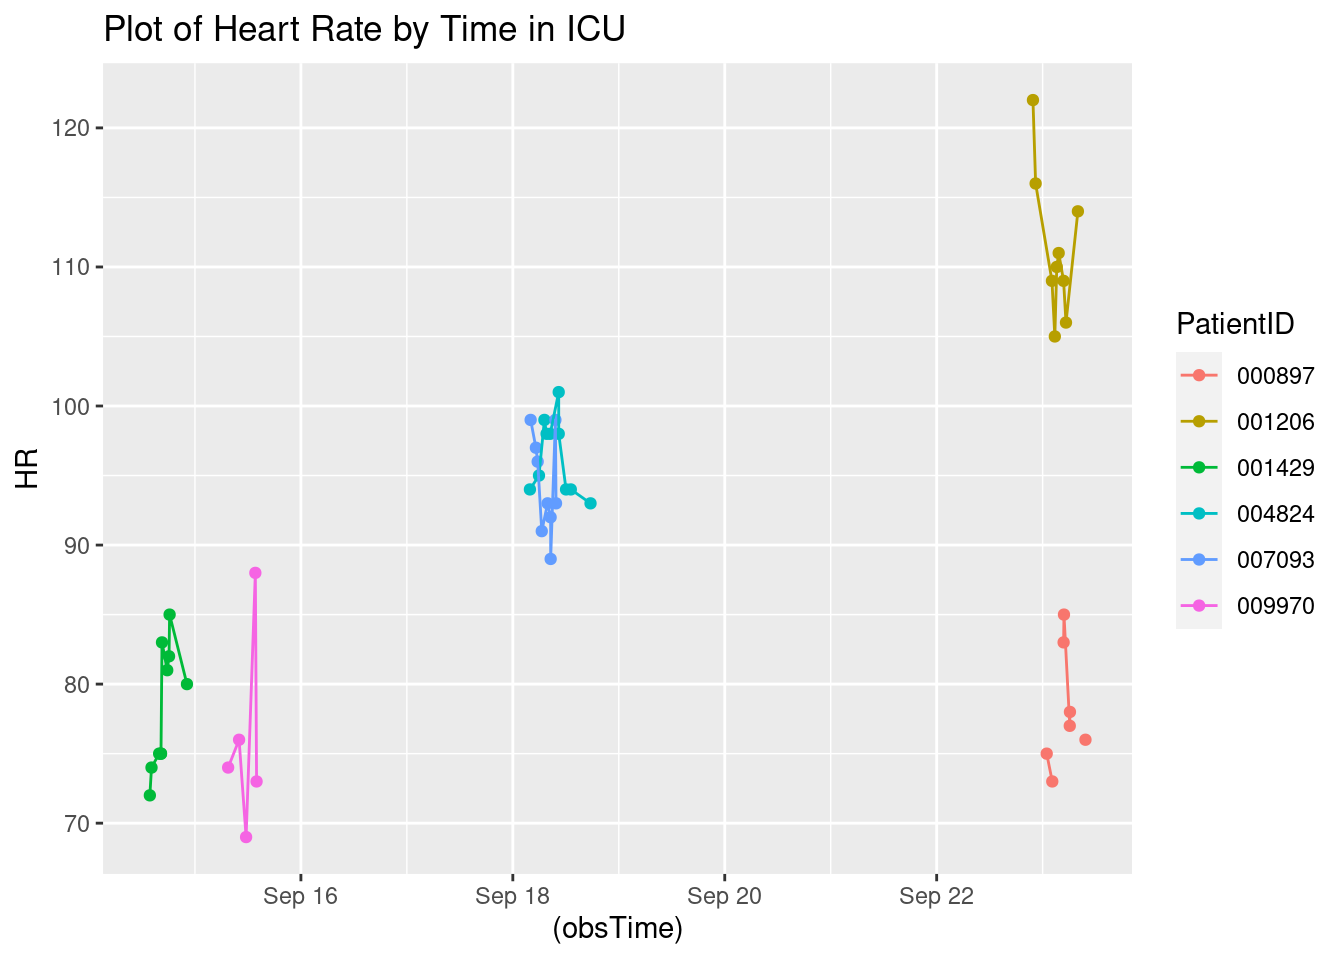 Plot of Heart Rate by Time in ICU
120
110
100
90
80
70
HR
Sep 16
Sep 18
Sep 20
Sep 22
(obsTime)
PatientID
000897
001206
001429
004824
007093
009970